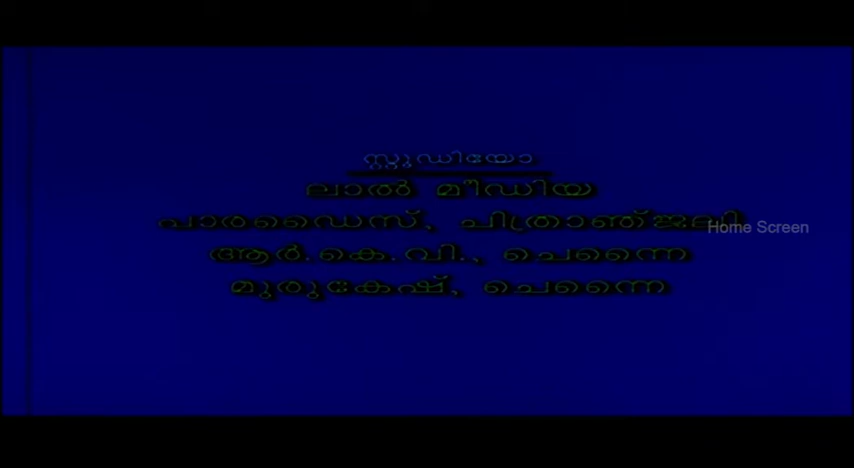 സ്റ്റുഡിയോ
ലാൽ മീഡിയ
പാരഡൈസ്, ചിത്രാഞ്ജലി
Home Screen
ആർ.കെ.വി., ചെന്നൈ
മുരുകേഷ്, ചെന്നൈ